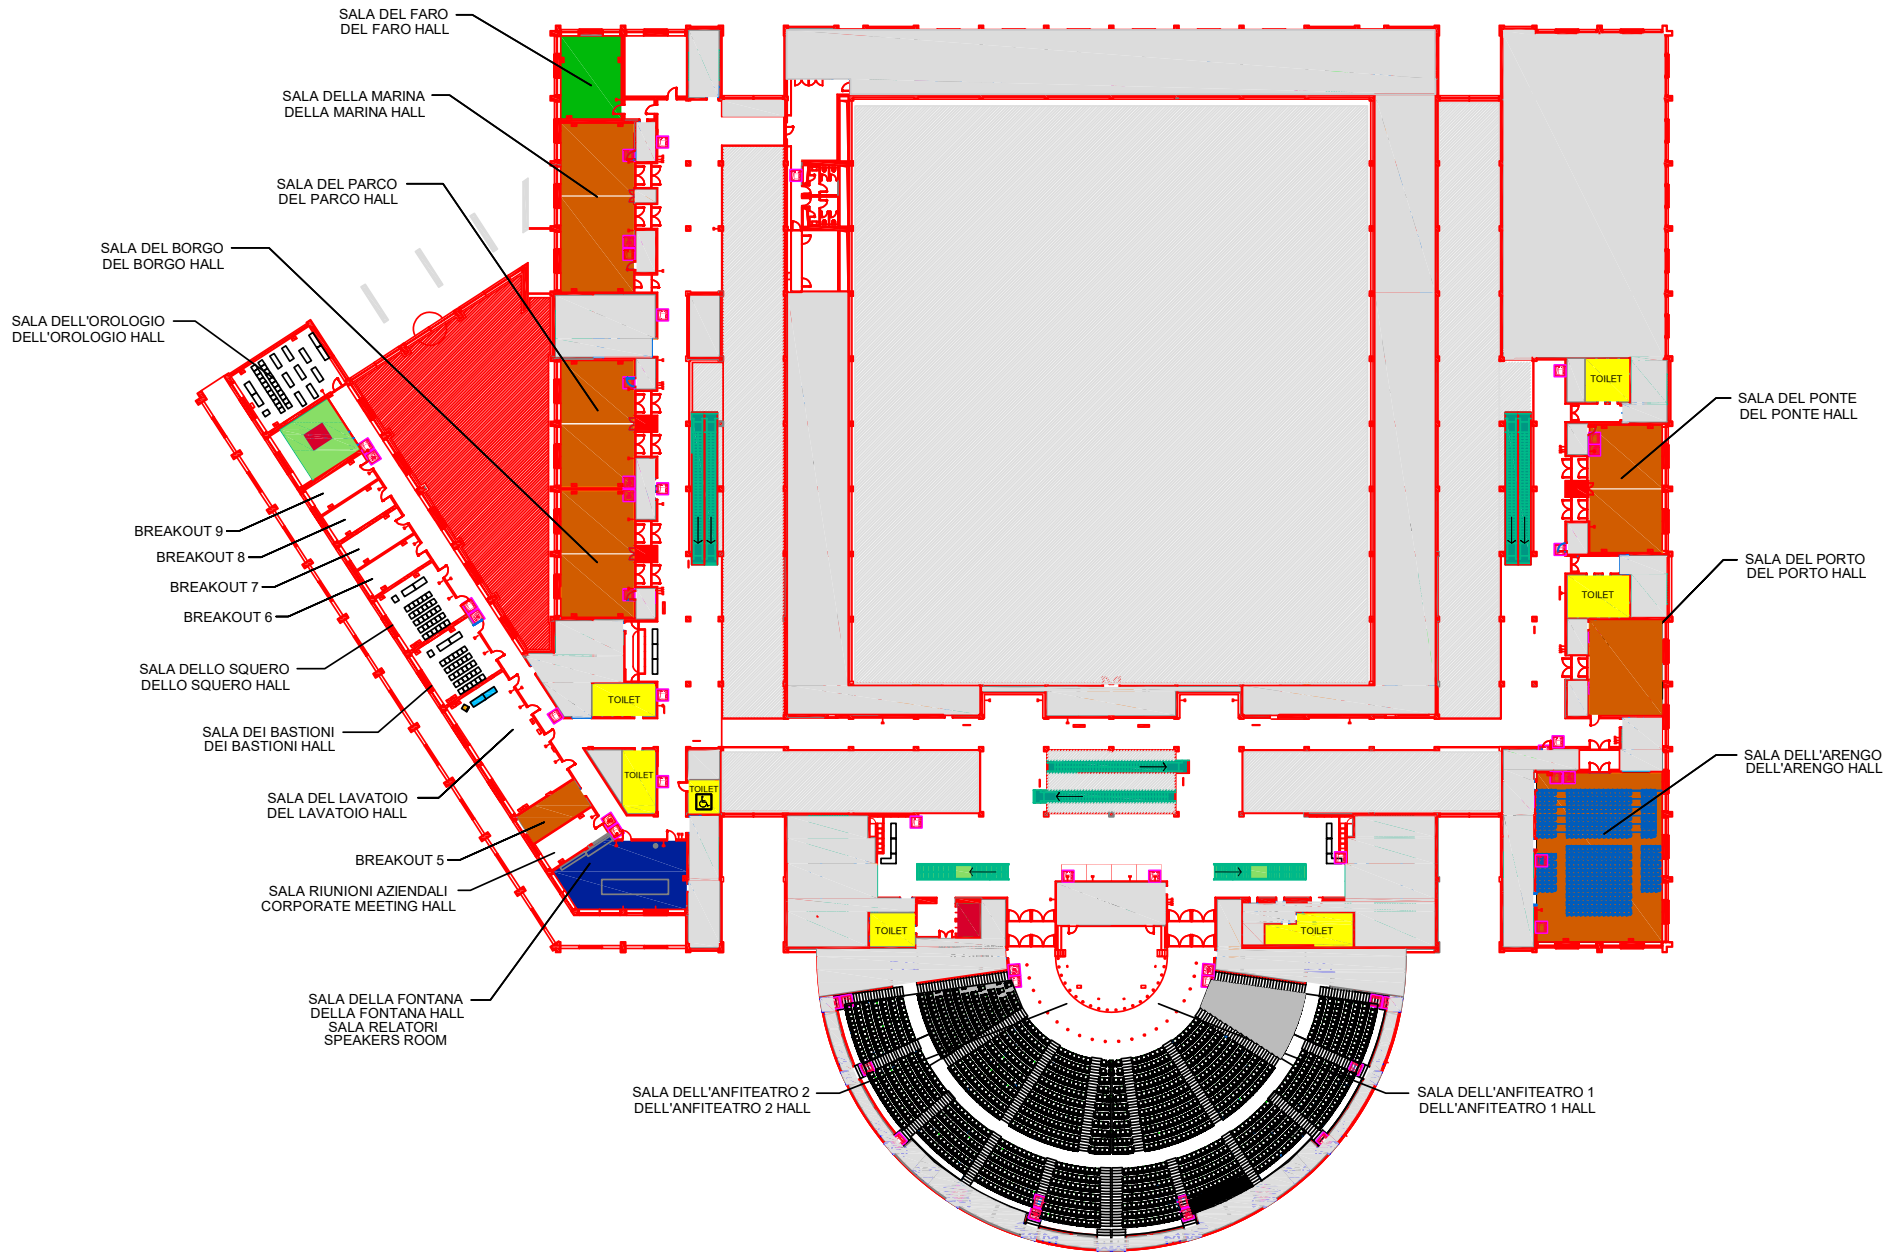 SALA DEL FARO
DEL FARO HALL
SALA DELLA MARINA
DELLA MARINA HALL
SALA DEL PARCO
DEL PARCO HALL
SALA DEL BORGO
DEL BORGO HALL
SALA DELL'OROLOGIO
DELL'OROLOGIO HALL
BREAKOUT 9
BREAKOUT 8
BREAKOUT 7
BREAKOUT 6
SALA DELLO SQUERO
DELLO SQUERO HALL
SALA DEI BASTIONI
DEI BASTIONI HALL
SALA DEL LAVATOIO
DEL LAVATOIO HALL
BREAKOUT 5
SALA RIUNIONI AZIENDALI
CORPORATE MEETING HALL
SALA DELLA FONTANA
DELLA FONTANA HALL
SALA RELATORI
SPEAKERS ROOM
TOILET
TOILET
TOILET
TOILET
TOILET
SALA DELL'ANFITEATRO 2
DELL'ANFITEATRO 2 HALL
SALA DELL'ANFITEATRO 1
DELL'ANFITEATRO 1 HALL
TOILET
SALA DEL PONTE
DEL PONTE HALL
TOILET
SALA DEL PORTO
DEL PORTO HALL
SALA DELL'ARENGO
DELL'ARENGO HALL